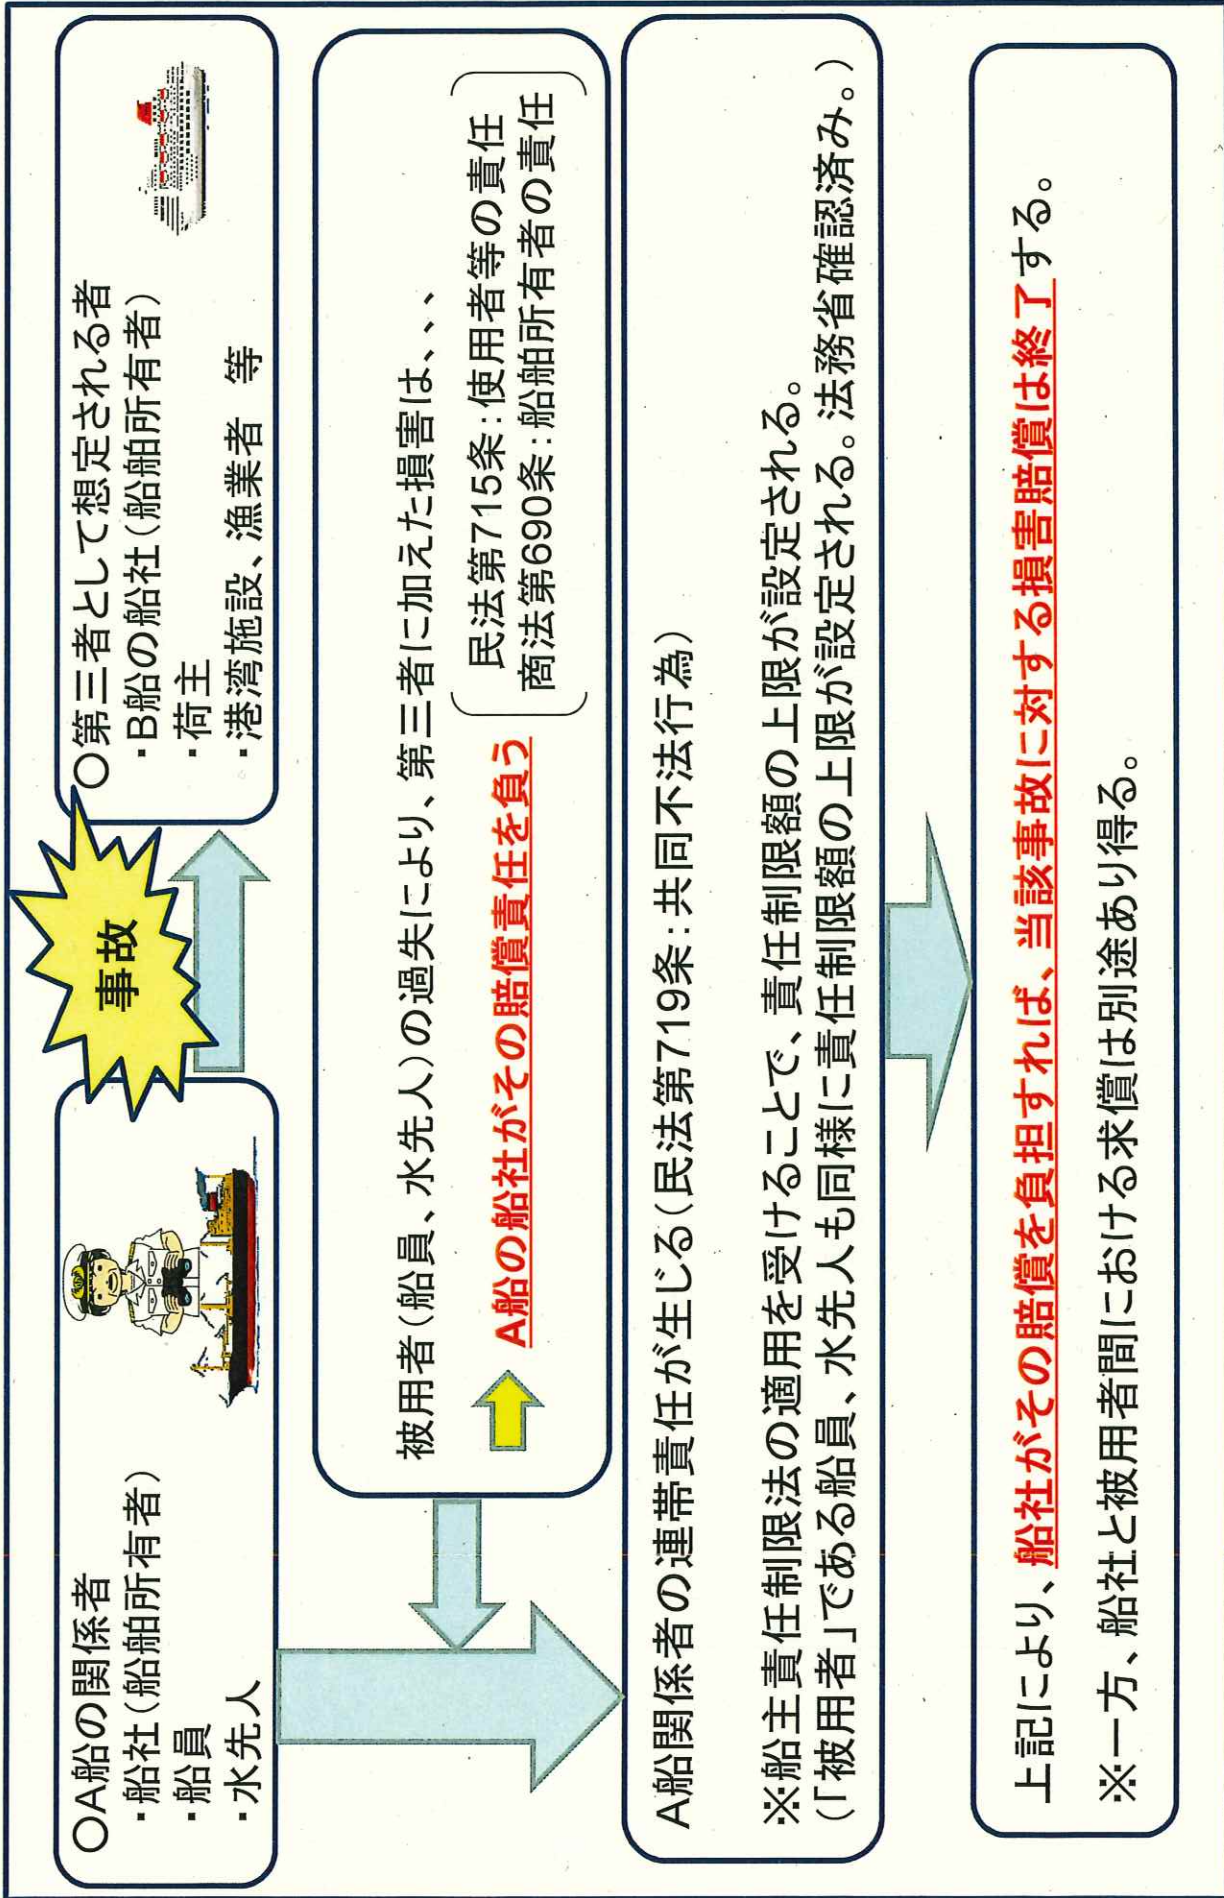 〇A船の関係者
・船社（船舶所有者）
・船員
・水先人
事故
〇第三者として想定される者
・B船の船社（船舶所有者）
・荷主
・港湾施設、漁業者　等
被用者（船員、水先人）の過失により、第三者に加えた損害は、、、
A船の船社がその賠償責任を負う
民法第715条：使用者等の責任
商法第690条：船舶所有者の責任
A船関係者の連帯責任が生じる（民法第719条：共同不法行為）
※船主責任制限法の適用を受けることで、責任制限額の上限が設定される。
（「被用者」である船員、水先人も同様に責任制限額の上限が設定される。法務省確認済み。）
上記により、船社がその賠償を負担すれば、当該事故に対する損害賠償は終了する。
※一方、船社と被用者間における求償は別途あり得る。